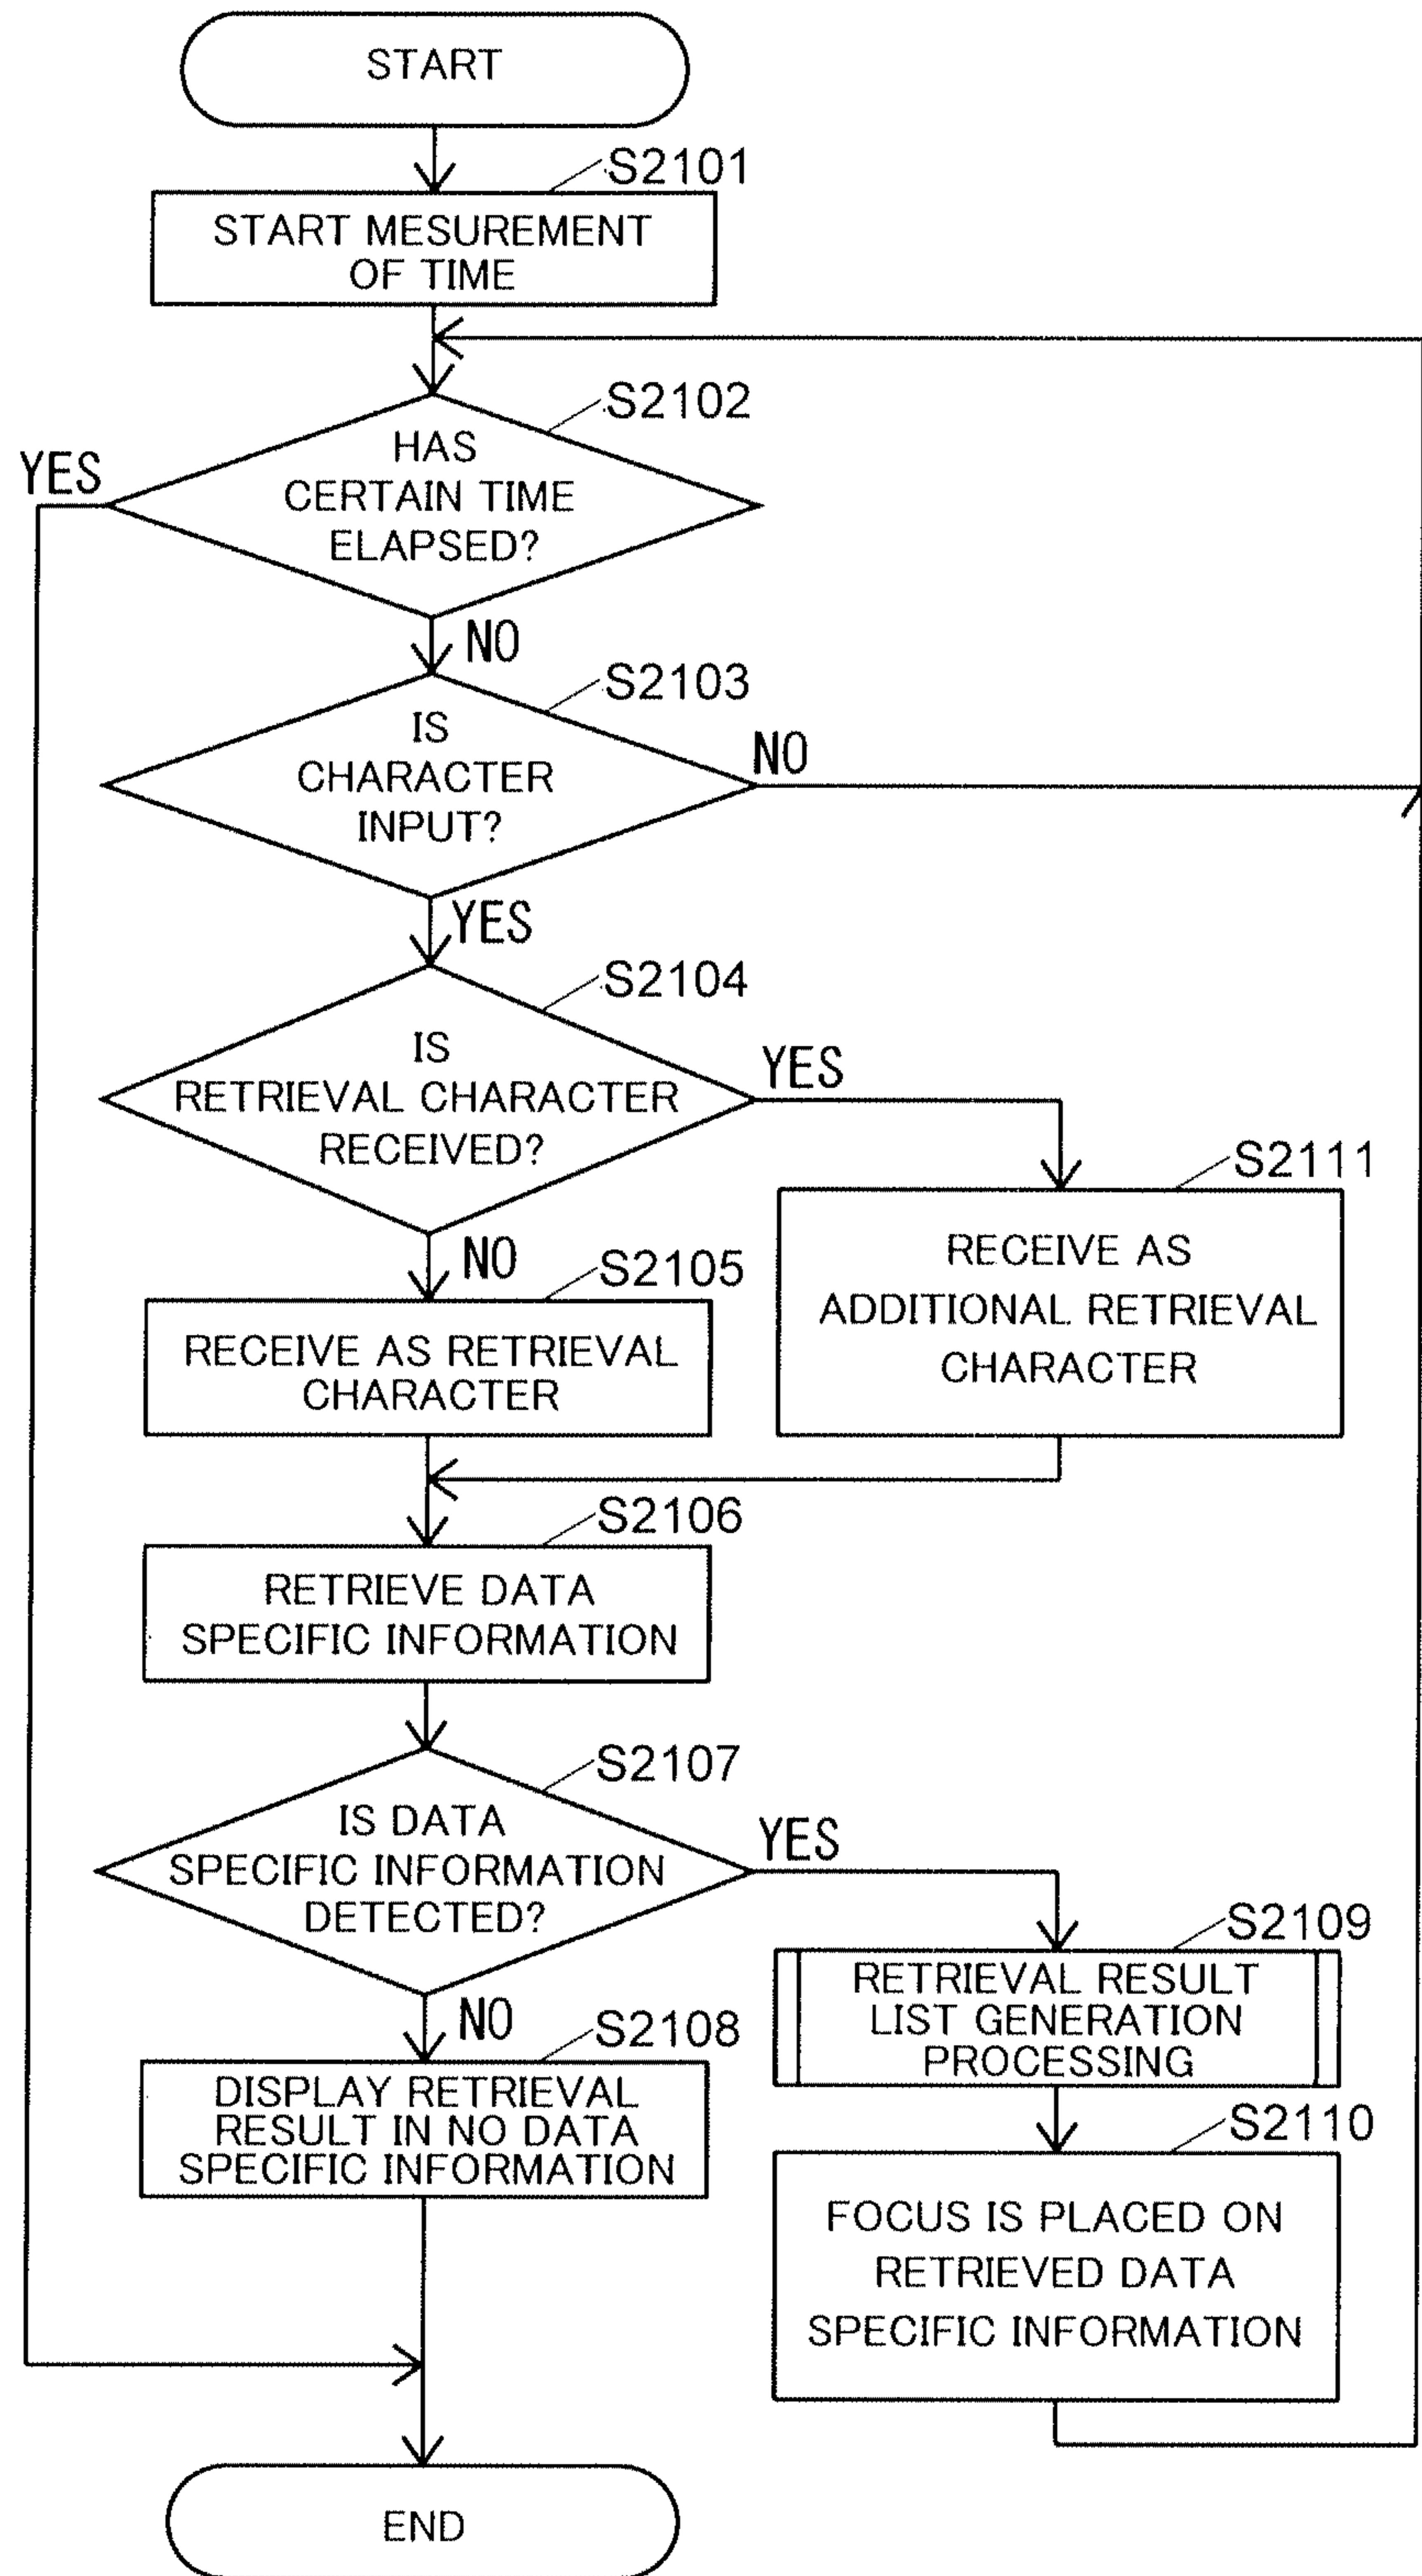 START
S2101
START MESUREMENT
OF TIME
S2102
HAS
CERTAIN TIME
ELAPSED?
YES
NO
S2103
IS
CHARACTER
INPUT?
NO
YES
S2104
IS
RETRIEVAL CHARACTER
RECEIVED?
YES
NO
S2111
RECEIVE AS
ADDITIONAL RETRIEVAL
CHARACTER
S2105
RECEIVE AS RETRIEVAL
CHARACTER
S2106
RETRIEVE DATA
SPECIFIC INFORMATION
S2107
IS DATA
SPECIFIC INFORMATION
DETECTED?
YES
NO
S2109
RETRIEVAL RESULT
LIST GENERATION
PROCESSING
S2108
DISPLAY RETRIEVAL
RESULT IN NO DATA
SPECIFIC INFORMATION
S2110
FOCUS IS PLACED ON
RETRIEVED DATA
SPECIFIC INFORMATION
END